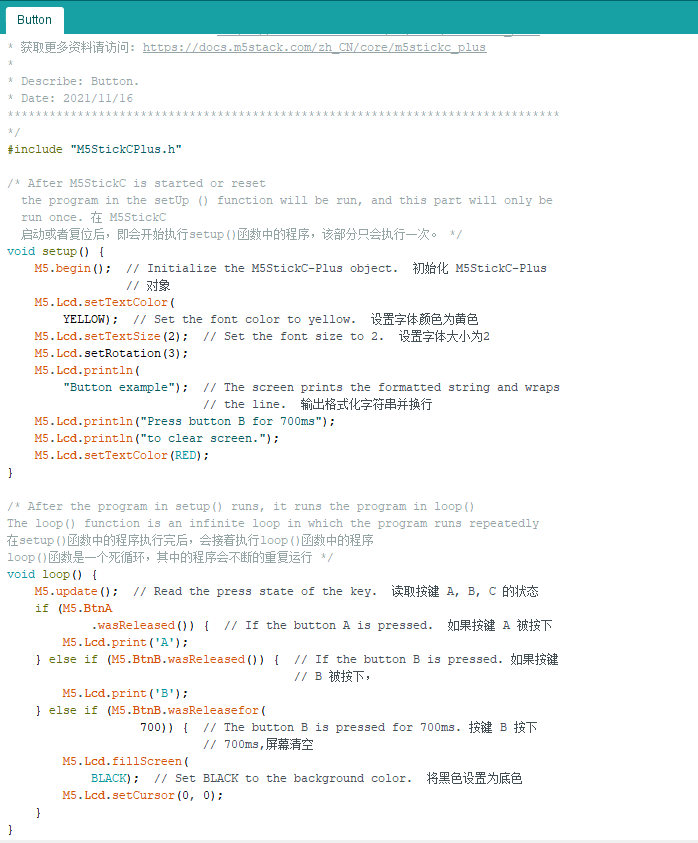 Button
* 获取更多资料请访问: https://docs.m5stack.com/zh_CN/core/m5stickc_plus
*
* Describe: Button.
* Date: 2021/11/16
*******************************************************************************
*/
#include "M5StickCPlus.h"
/* After M5StickC is started or reset
the program in the setUp () function will be run, and this part will only be
run once. 在 M5StickC
启动或者复位后，即会开始执行setup()函数中的程序，该部分只会执行一次。 */
void setup() {
M5.begin();  // Initialize the M5StickC-Plus object.  初始化 M5StickC-Plus
// 对象
M5.Lcd.setTextColor(
YELLOW);  // Set the font color to yellow.  设置字体颜色为黄色
M5.Lcd.setTextSize(2);  // Set the font size to 2.  设置字体大小为2
M5.Lcd.setRotation(3);
M5.Lcd.println(
"Button example");  // The screen prints the formatted string and wraps
// the line.  输出格式化字符串并换行
M5.Lcd.println("Press button B for 700ms");
M5.Lcd.println("to clear screen.");
M5.Lcd.setTextColor(RED);
}
/* After the program in setup() runs, it runs the program in loop()
The loop() function is an infinite loop in which the program runs repeatedly
在setup()函数中的程序执行完后，会接着执行loop()函数中的程序
loop()函数是一个死循环，其中的程序会不断的重复运行 */
void loop() {
M5.update();  // Read the press state of the key.  读取按键 A, B, C 的状态
if (M5.BtnA
.wasReleased()) {  // If the button A is pressed.  如果按键 A 被按下
M5.Lcd.print('A');
} else if (M5.BtnB.wasReleased()) {  // If the button B is pressed. 如果按键
// B 被按下，
M5.Lcd.print('B');
} else if (M5.BtnB.wasReleasefor(
700)) {  // The button B is pressed for 700ms. 按键 B 按下
// 700ms,屏幕清空
M5.Lcd.fillScreen(
BLACK);  // Set BLACK to the background color.  将黑色设置为底色
M5.Lcd.setCursor(0, 0);
}
}